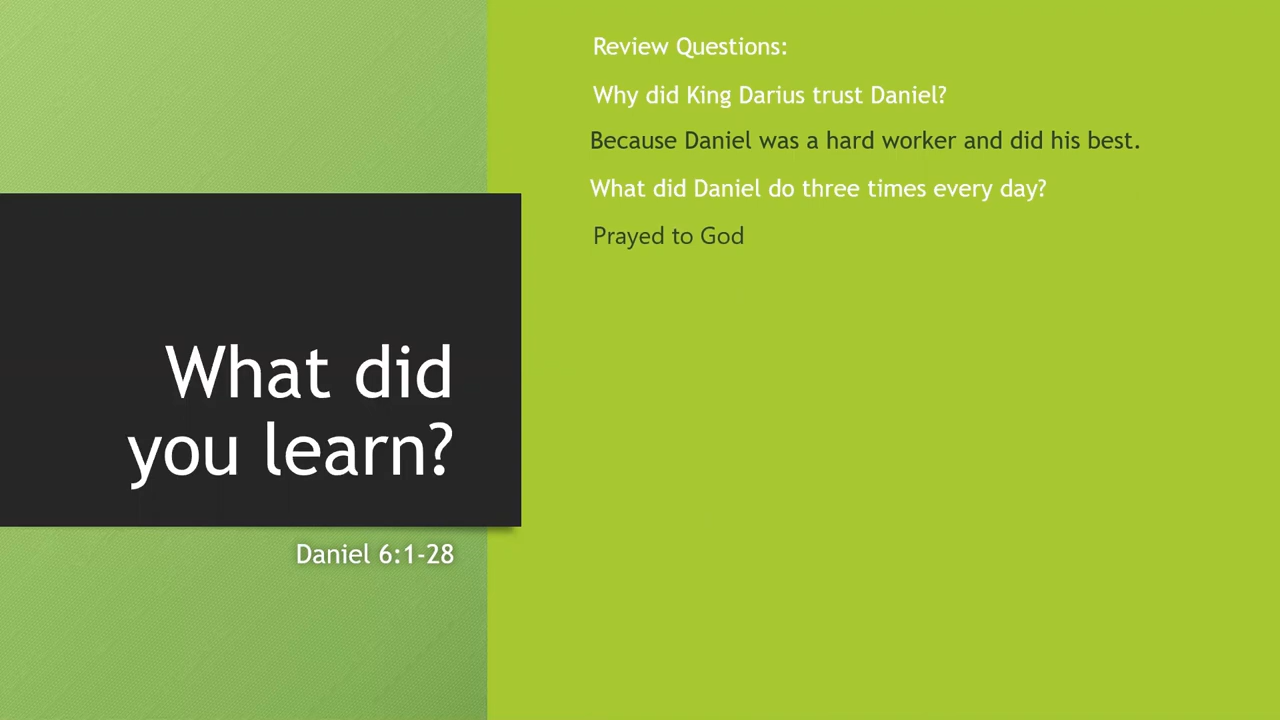 What did
you learn?
Daniel 6:1-28
Review Questions:
Why did King Darius trust Daniel?
Because Daniel was a hard worker and did his best.
What did Daniel do three times every day?
Prayed to God